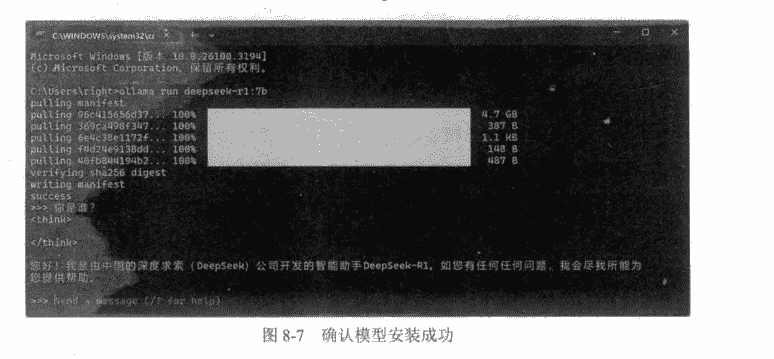 C:\WINDOWS\system32\c
Microsoft Windows [版本 10.0.26100.3194]
(c) Microsoft Corporation。保留所有权利。
C:\Users\right>ollama run deepseek-r1:7b
pulling manifest
pulling 96c415656d37... 100% 4.7 GB
pulling 369ca498f347... 100% 387 B
pulling 6e4c38e1172f... 100% 1.1 KB
pulling f4d24e9138dd... 100% 148 B
pulling 40fb844194b2... 100% 487 B
verifying sha256 digest
writing manifest
success
>>> 你是谁?
<think>
</think>
您好!我是由中国的深度求索(DeepSeek)公司开发的智能助手DeepSeek-R1。如您有任何任何问题,我会尽我所能为
您提供帮助。
>>> Send a message (/? for help)
图 8-7 确认模型安装成功